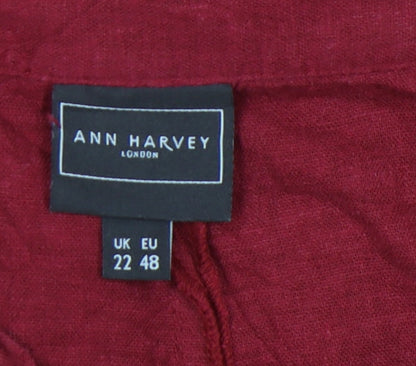 ANN HARVEY
LONDON
UK EU
22 48